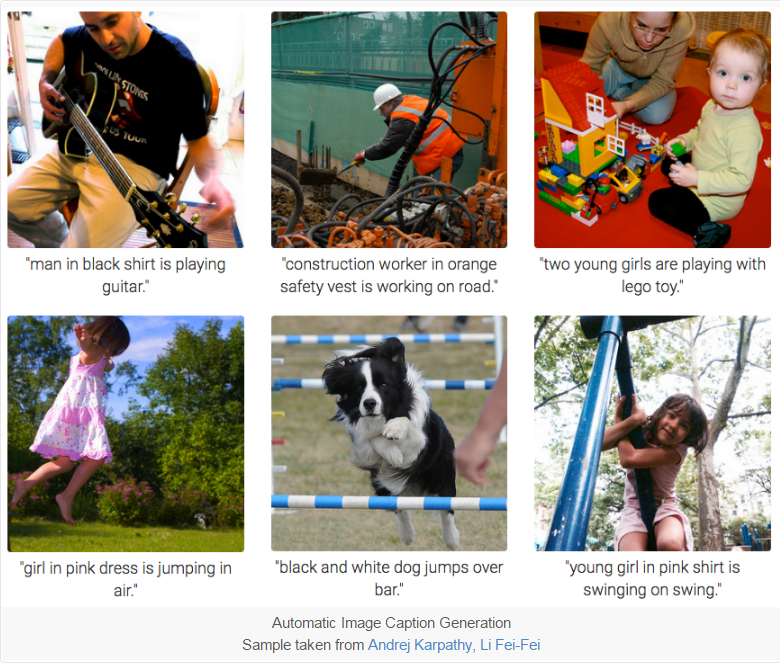 "man in black shirt is playing
guitar."
"construction worker in orange
safety vest is working on road."
"two young girls are playing with
lego toy."
"girl in pink dress is jumping in
air."
"black and white dog jumps over
bar."
"young girl in pink shirt is
swinging on swing."
Automatic Image Caption Generation
Sample taken from Andrej Karpathy, Li Fei-Fei